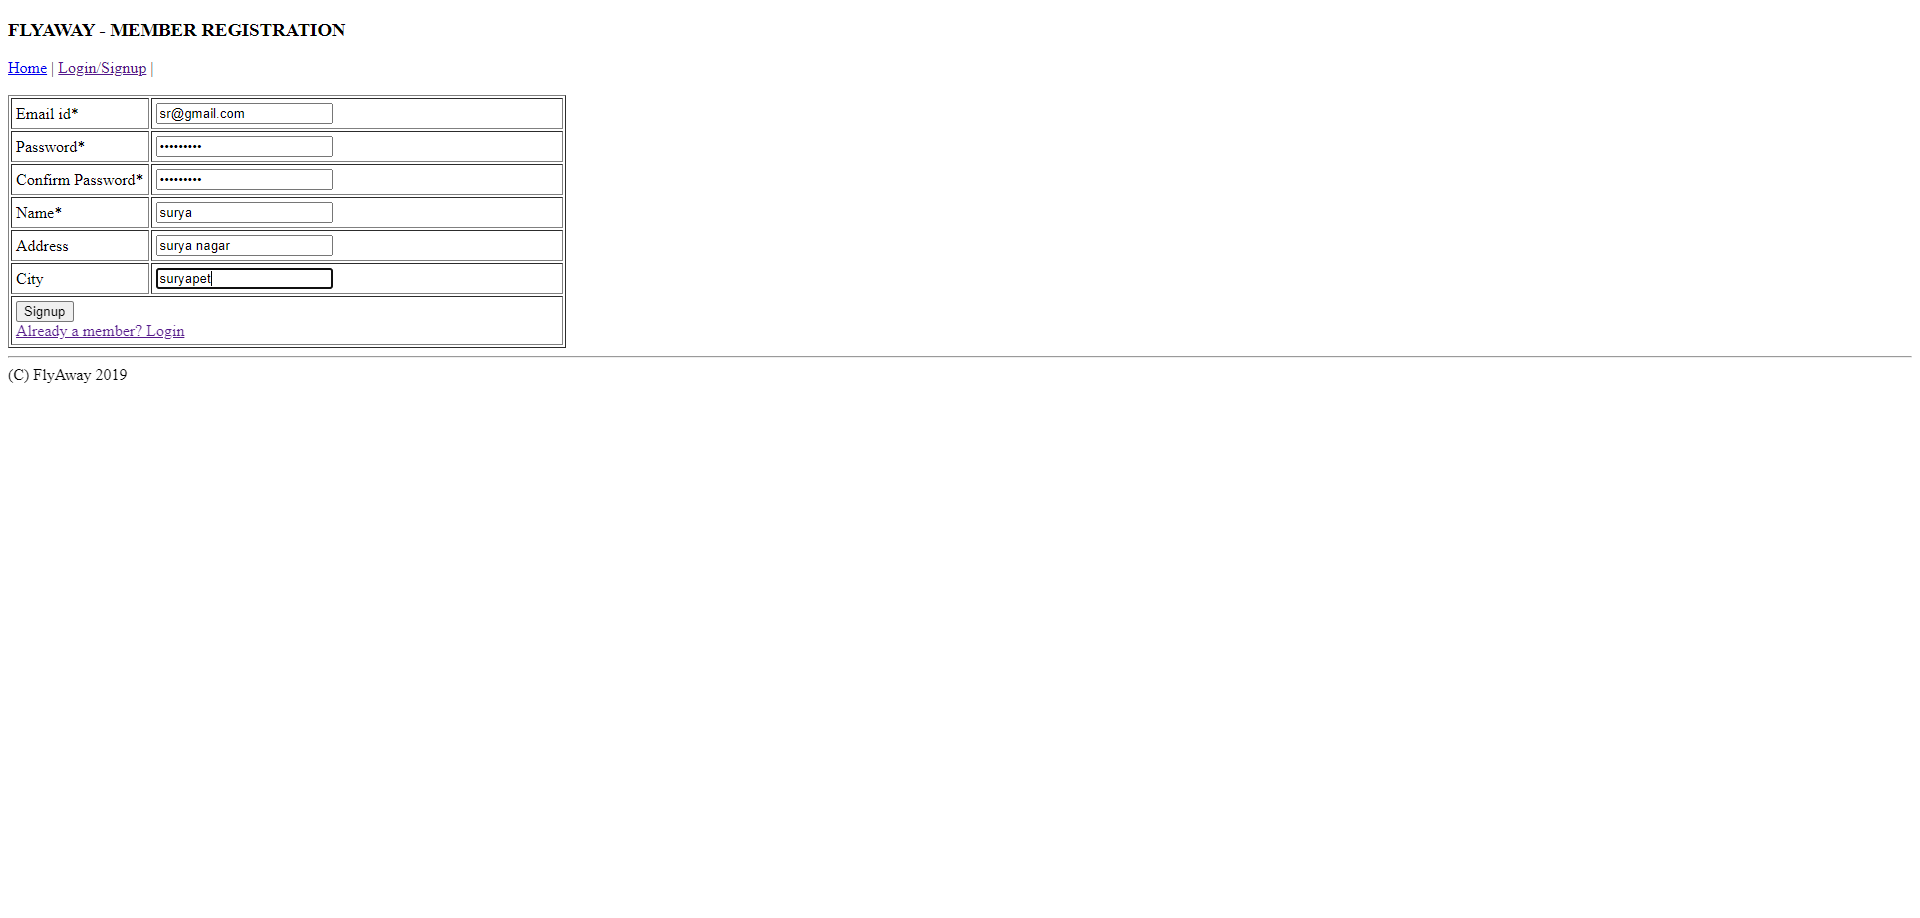 FLYAWAY - MEMBER REGISTRATION
Home | Login/Signup |
Email id* sr@gmail.com
Password* •••••••••
Confirm Password* •••••••••
Name* surya
Address surya nagar
City suryapet
Signup
Already a member? Login
(C) FlyAway 2019